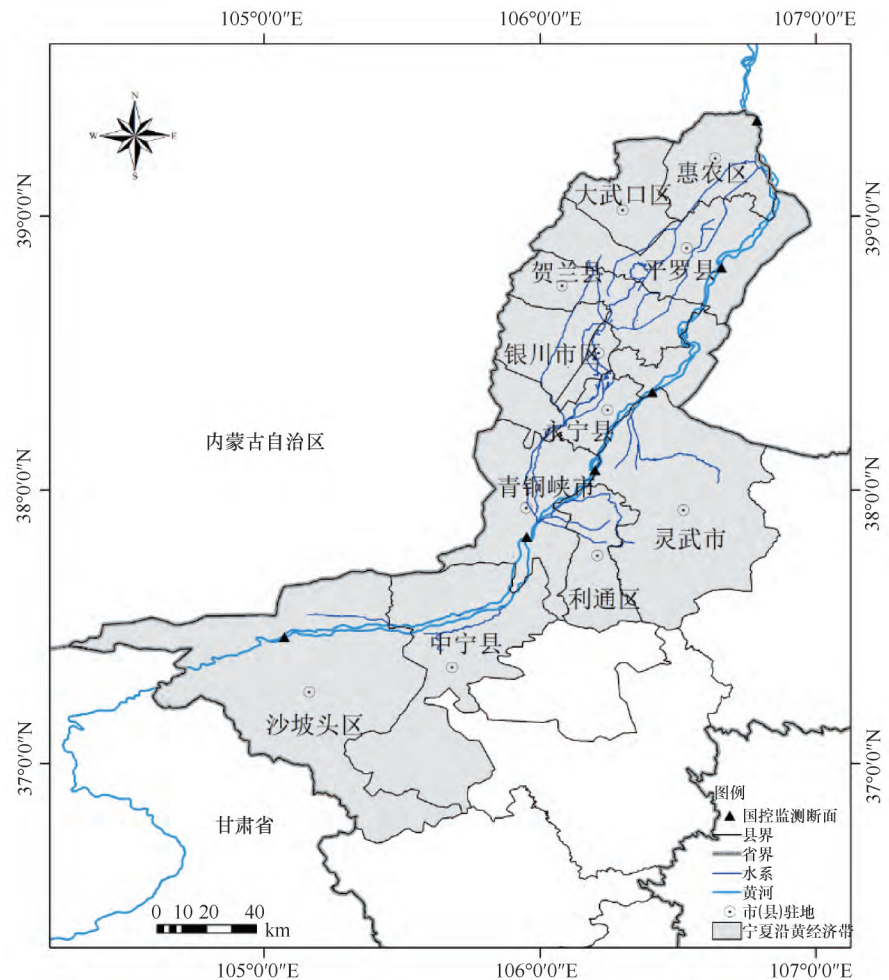 105°0'0"E
106°0'0"E
107°0'0"E
N
W
E
S
惠农区
大武口区
39°0'0"N
39°0'0"N
贺兰县
平罗县
银川市区
永宁县
内蒙古自治区
38°0'0"N
38°0'0"N
青铜峡市
灵武市
利通区
中宁县
沙坡头区
37°0'0"N
37°0'0"N
甘肃省
图例
国控监测断面
县界
省界
水系
黄河
市(县)驻地
宁夏沿黄经济带
0 10 20 40
km
105°0'0"E
106°0'0"E
107°0'0"E